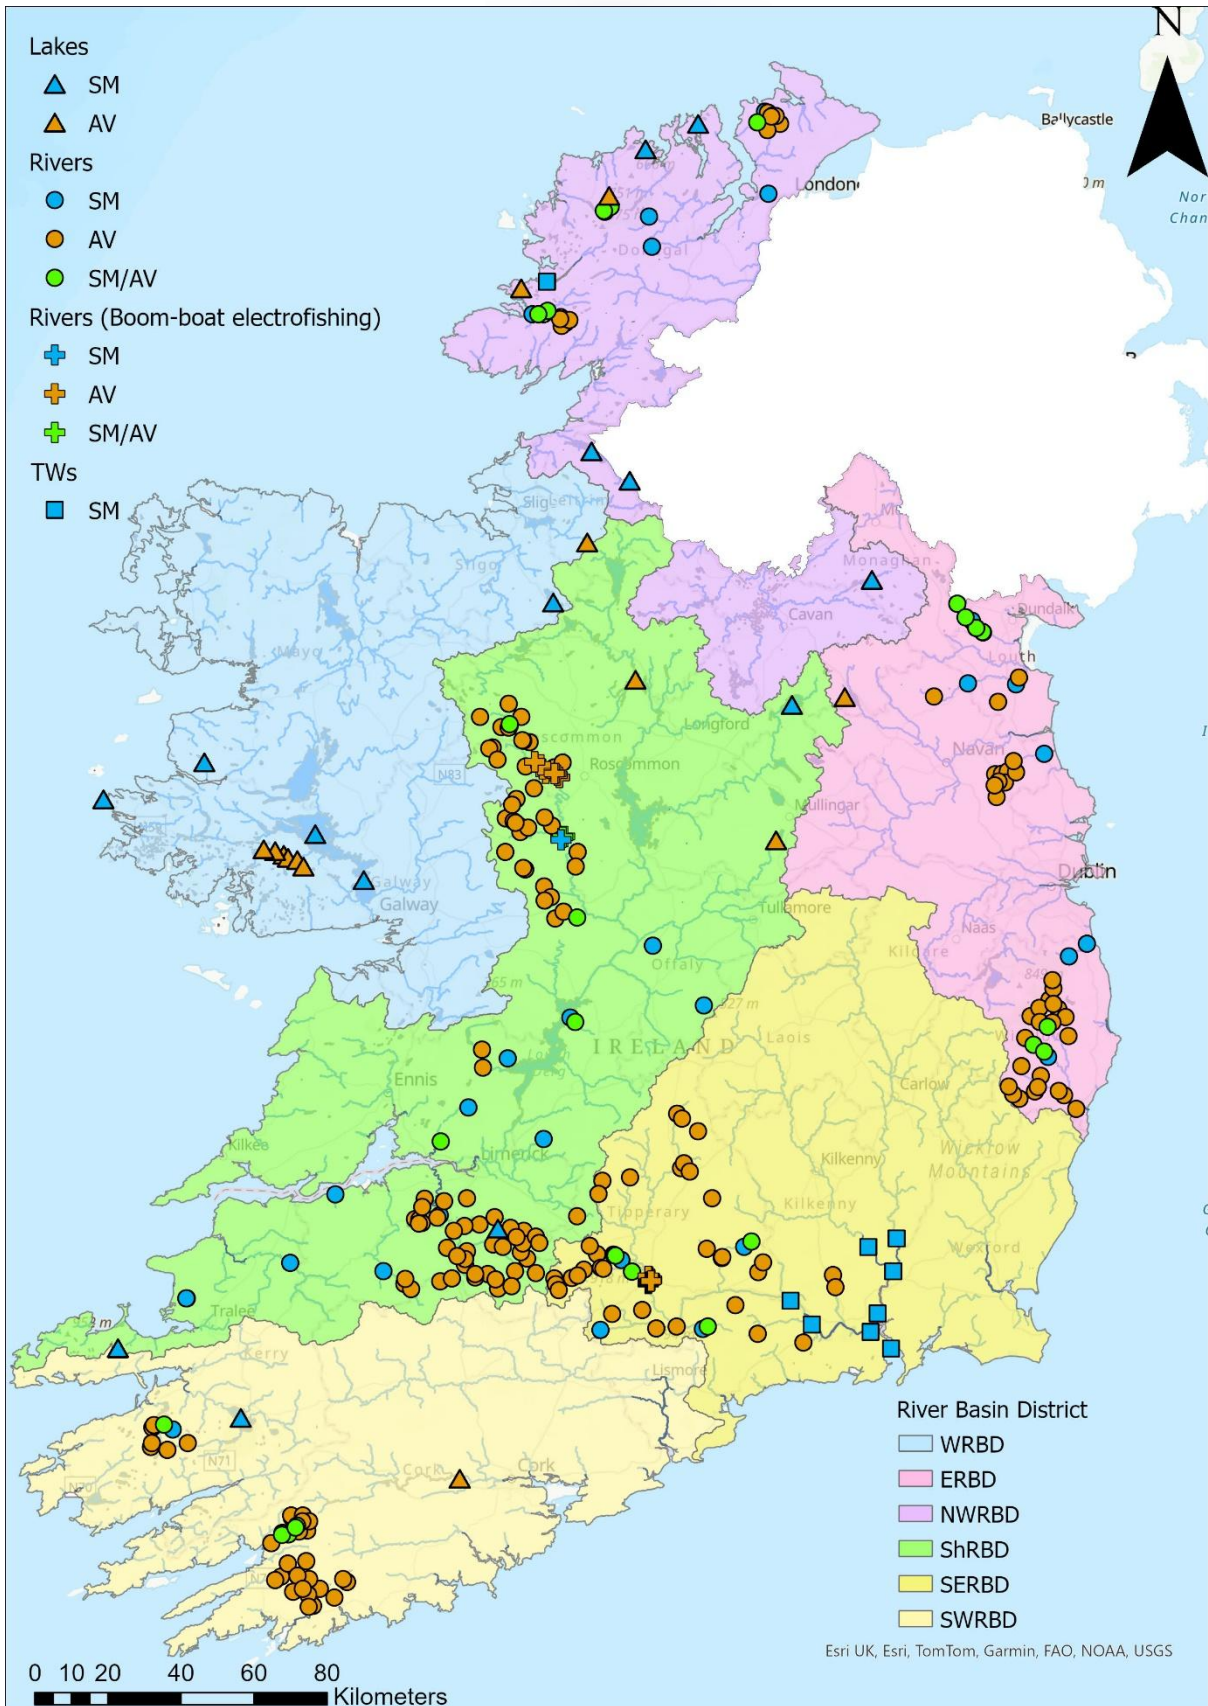 N
Lakes
SM
AV
Rivers
SM
AV
SM/AV
Rivers (Boom-boat electrofishing)
SM
AV
SM/AV
TWs
SM
Ballycastle
Donegal
Sligo
Monaghan
Cavan
Dundalk
Louth
Mayo
Longford
Roscommon
N83
Navan
Mullingar
Dublin
Galway
Galway
Tullamore
Naas
Kildare
Offaly
IRELAND
Laois
Ennis
Carlow
Kilkee
Limerick
Kilkenny
Wicklow
Mountains
Tipperary
Kilkenny
Wexford
Tralee
Kerry
Lismore
N71
Cork
Cork
N70
River Basin District
WRBD
ERBD
NWRBD
ShRBD
SERBD
SWRBD
Esri UK, Esri, TomTom, Garmin, FAO, NOAA, USGS
0 10 20 40 60 80
Kilometers